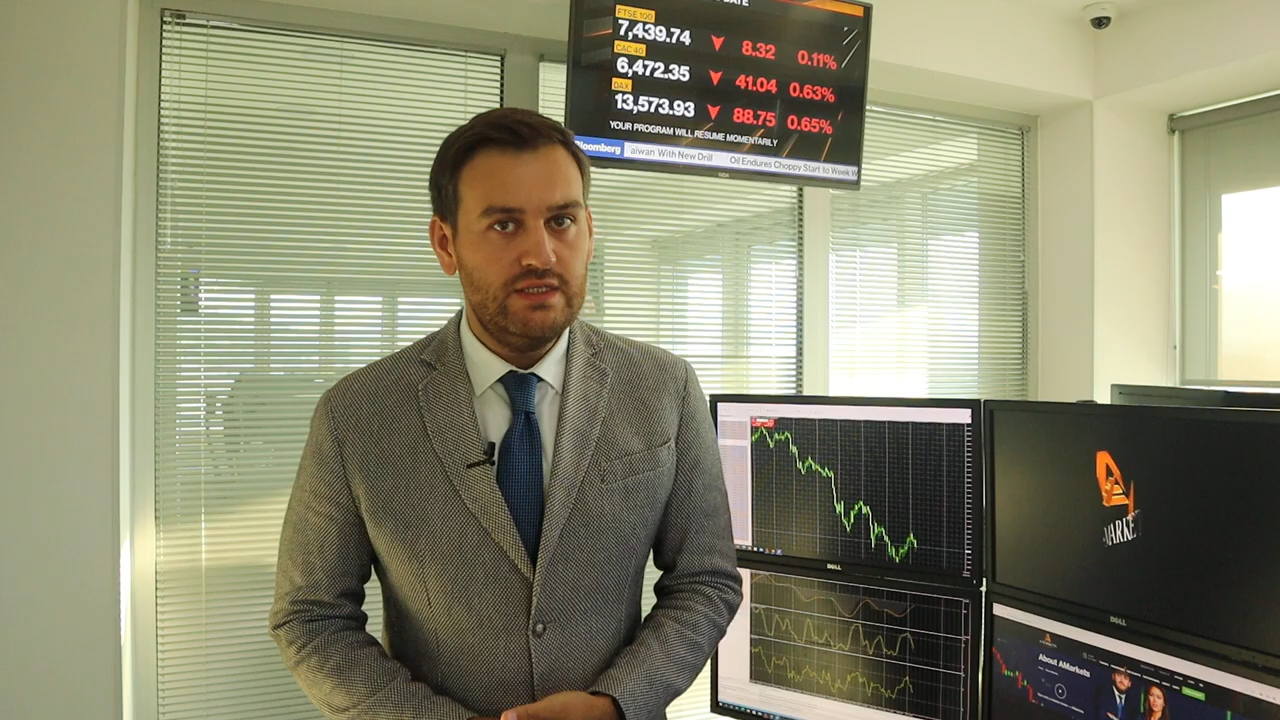 DATE
FTSE 100
7,439.74 8.32 0.11%
CAC 40
6,472.35 41.04 0.63%
DAX
13,573.93 88.75 0.65%
YOUR PROGRAM WILL RESUME MOMENTARILY
Bloomberg aiwan With New Drill Oil Endures Choppy Start to Week W
DELL
MARKE
DELL
About AMarkets